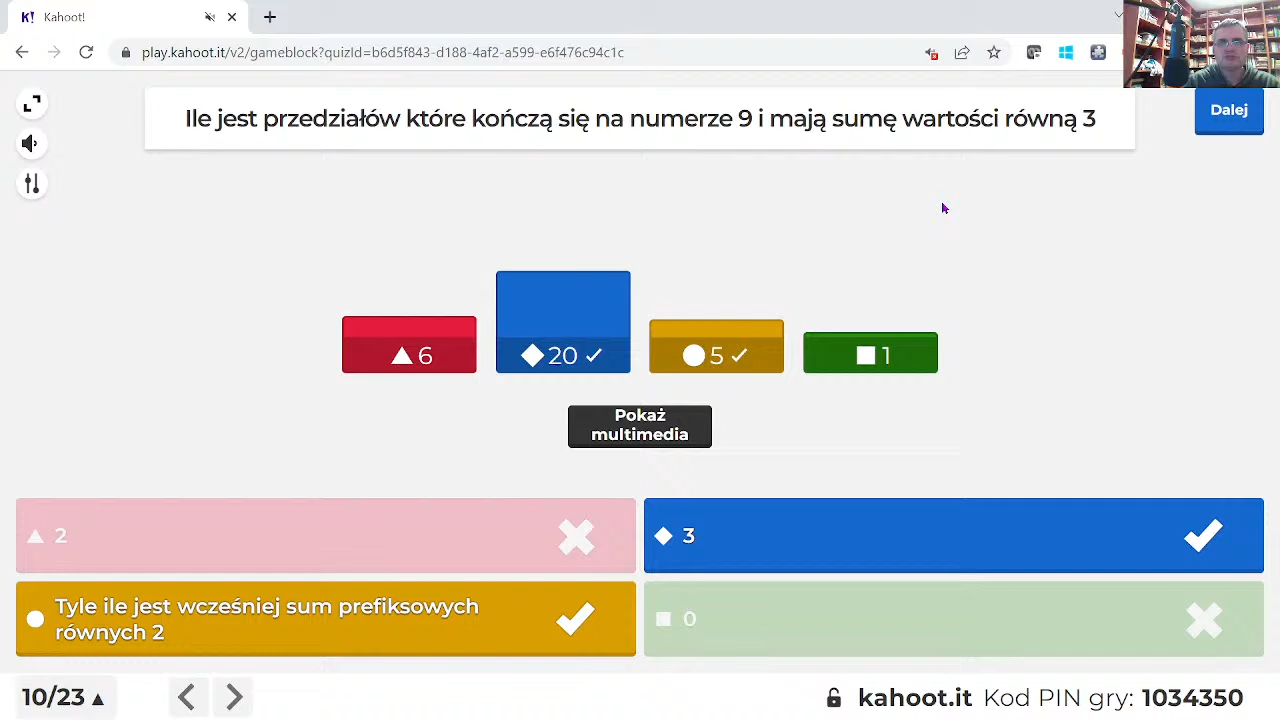 Kahoot!
play.kahoot.it/v2/gameblock?quizId=b6d5f843-d188-4af2-a599-e6f476c94c1c
Ile jest przedziałów które kończą się na numerze 9 i mają sumę wartości równą 3
Dalej
6
20
5
1
Pokaż
multimedia
2
3
Tyle ile jest wcześniej sum prefiksowych
równych 2
0
10/23
kahoot.it Kod PIN gry: 1034350